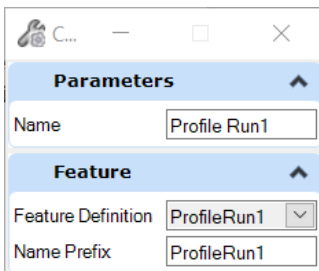 C...
Parameters
Name Profile Run1
Feature
Feature Definition ProfileRun1
Name Prefix ProfileRun1